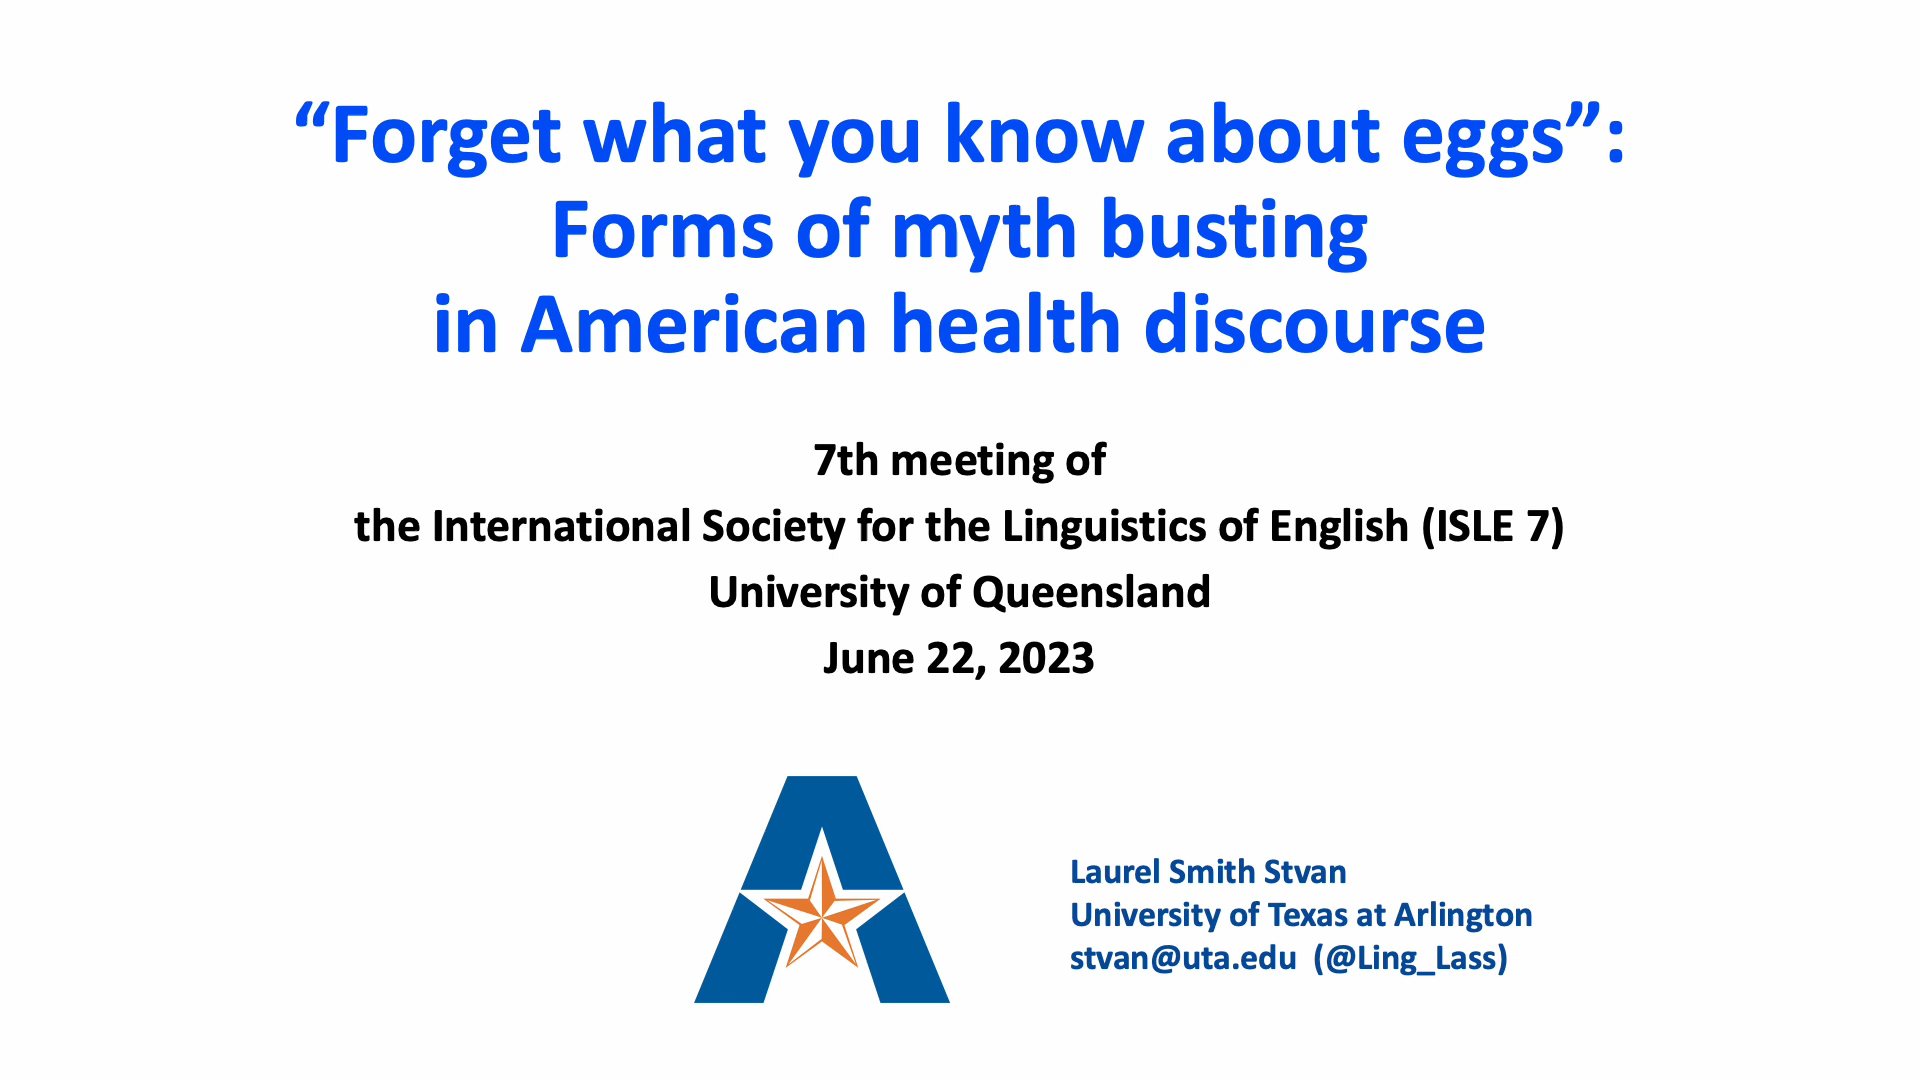 “Forget what you know about eggs”:
Forms of myth busting
in American health discourse
7th meeting of
the International Society for the Linguistics of English (ISLE 7)
University of Queensland
June 22, 2023
Laurel Smith Stvan
University of Texas at Arlington
stvan@uta.edu  (@Ling_Lass)